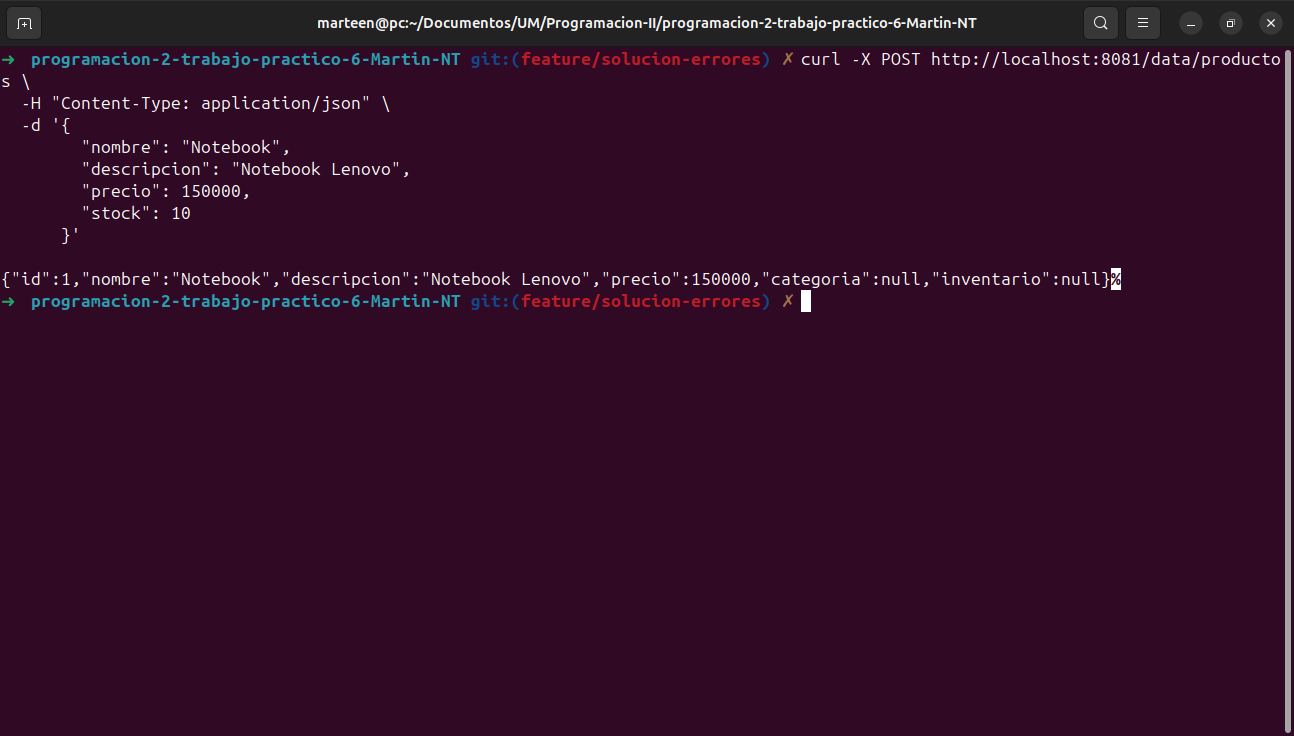 marteen@pc:~/Documentos/UM/Programacion-II/programacion-2-trabajo-practico-6-Martin-NT
➜  programacion-2-trabajo-practico-6-Martin-NT git:(feature/solucion-errores) ✗ curl -X POST http://localhost:8081/data/producto
s \
  -H "Content-Type: application/json" \
  -d '{
        "nombre": "Notebook",
        "descripcion": "Notebook Lenovo",
        "precio": 150000,
        "stock": 10
      }'
{"id":1,"nombre":"Notebook","descripcion":"Notebook Lenovo","precio":150000,"categoria":null,"inventario":null}%
➜  programacion-2-trabajo-practico-6-Martin-NT git:(feature/solucion-errores) ✗